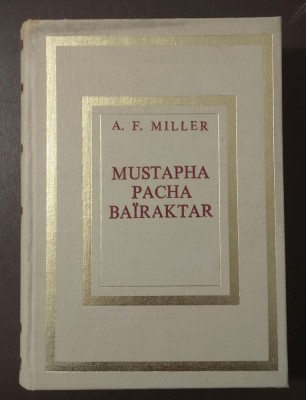 A. F. MILLER
MUSTAPHA
PACHA
BAÏRAKTAR